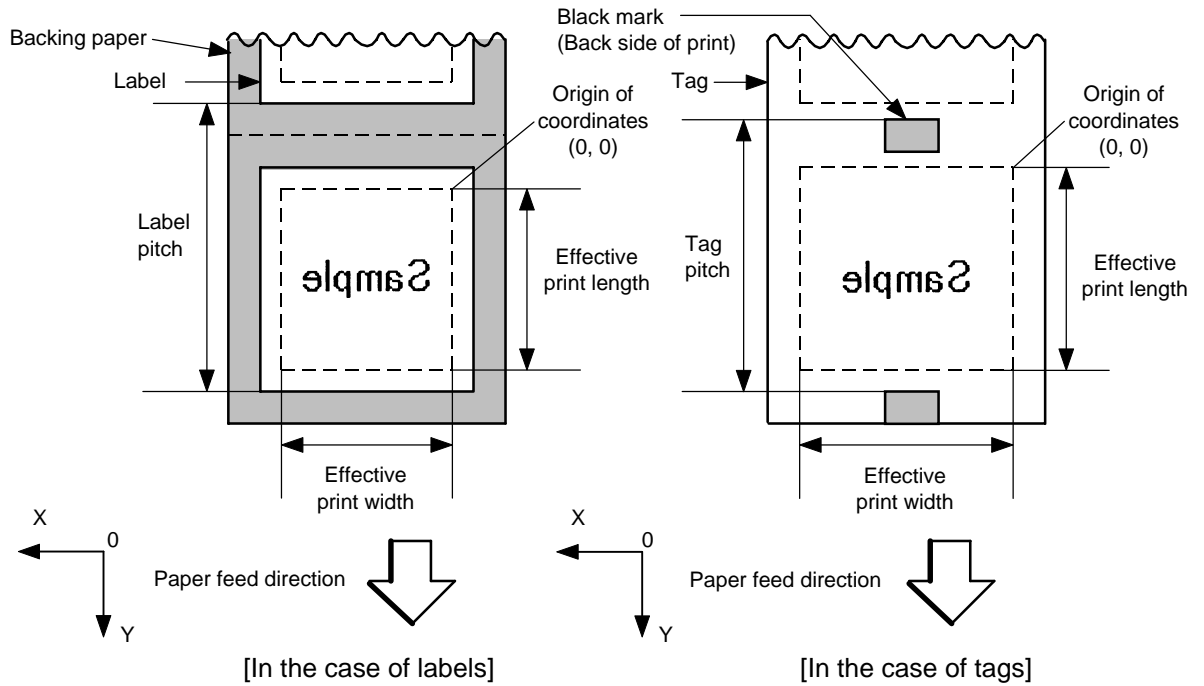 Backing paper
Label
Label
pitch
Origin of
coordinates
(0, 0)
Sample
Effective
print length
Effective
print width
X
0
Y
Paper feed direction
[In the case of labels]
Black mark
(Back side of print)
Tag
Tag
pitch
Origin of
coordinates
(0, 0)
Sample
Effective
print length
Effective
print width
X
0
Y
Paper feed direction
[In the case of tags]